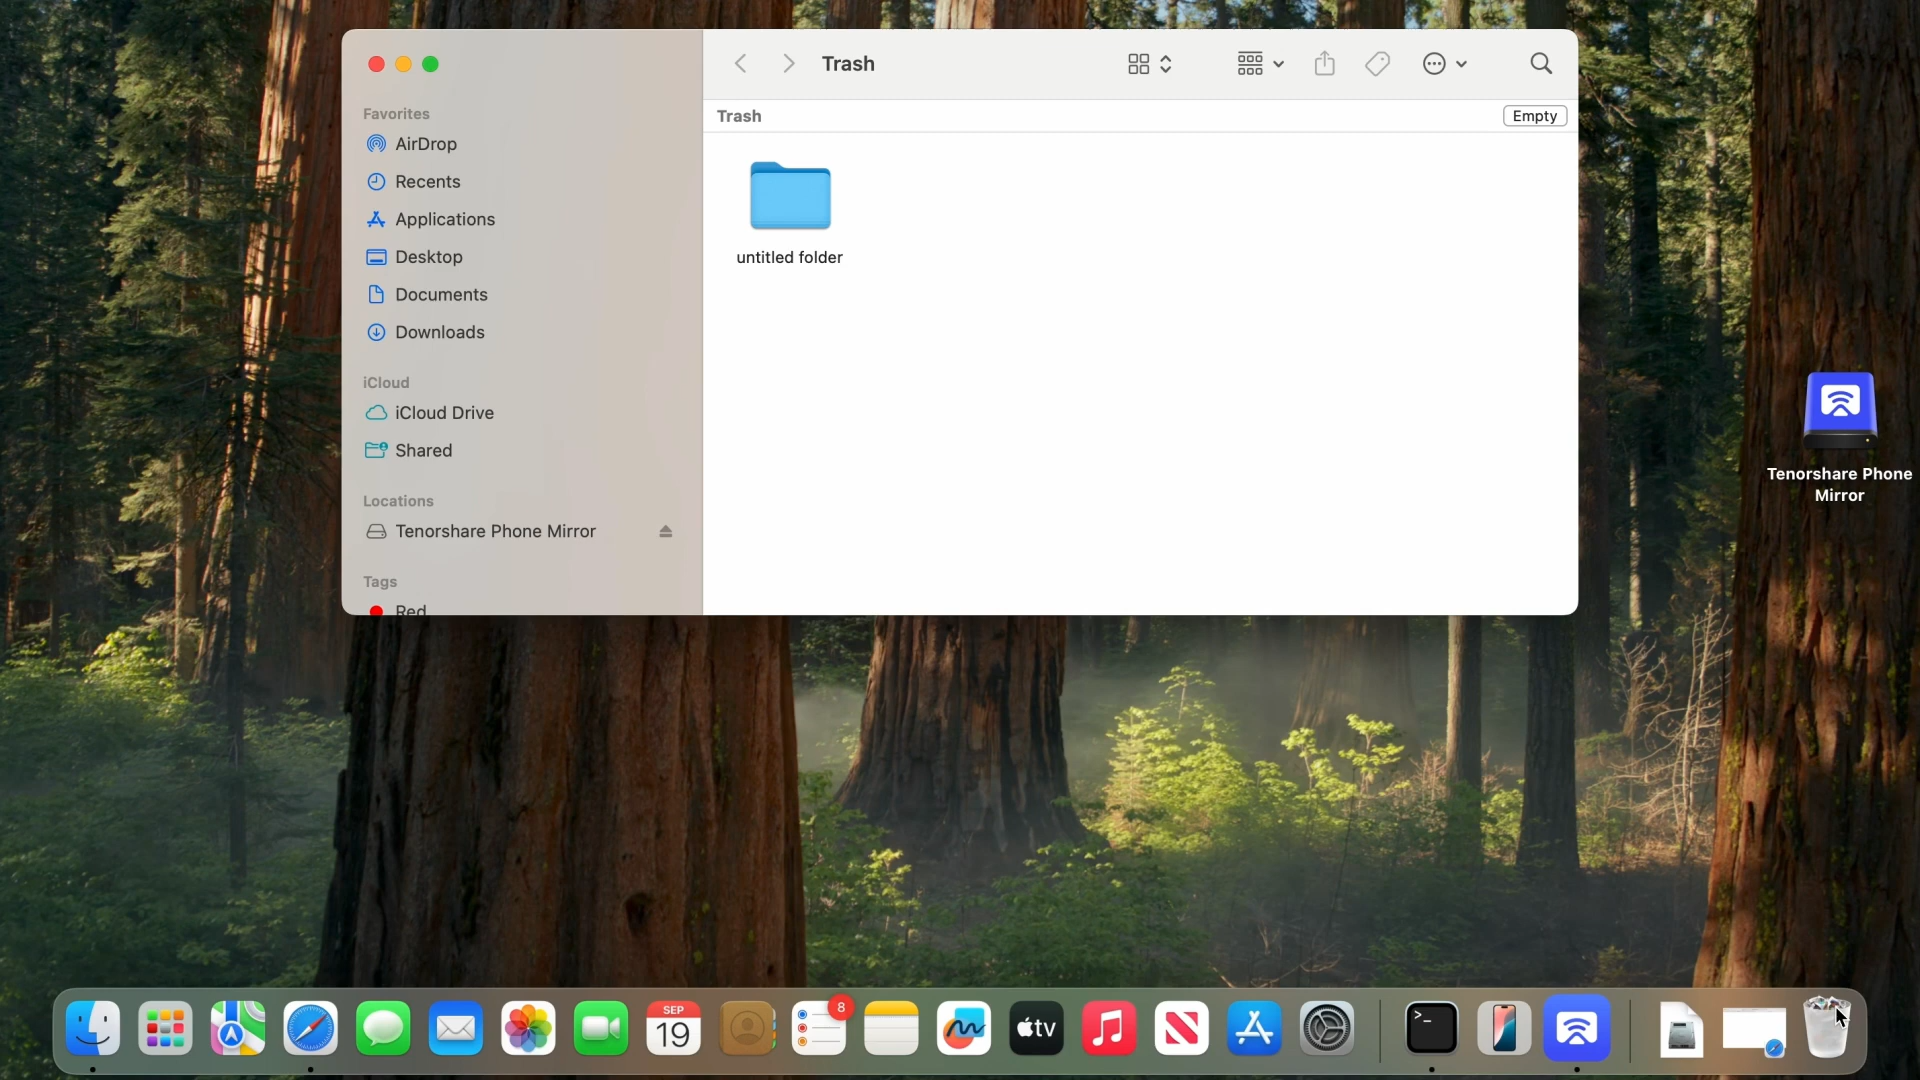 Trash
Favorites
AirDrop
Recents
Applications
Desktop
Documents
Downloads
iCloud
iCloud Drive
Shared
Locations
Tenorshare Phone Mirror
Tags
Red
Trash
Empty
untitled folder
Tenorshare Phone
Mirror
SEP
19
8
tv
>_